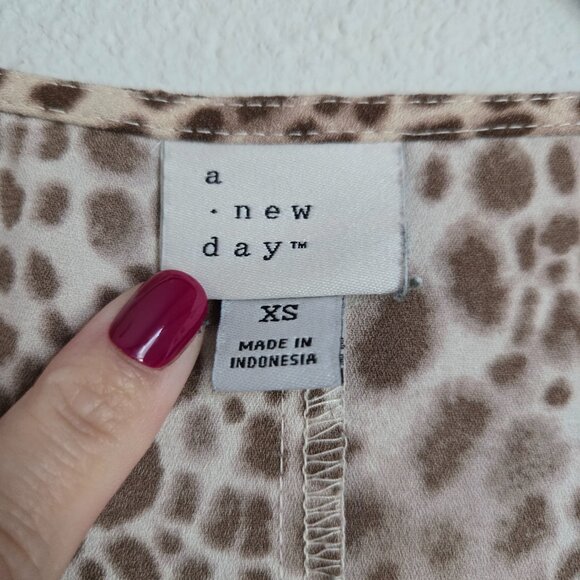 a
· new
day™
XS
MADE IN
INDONESIA